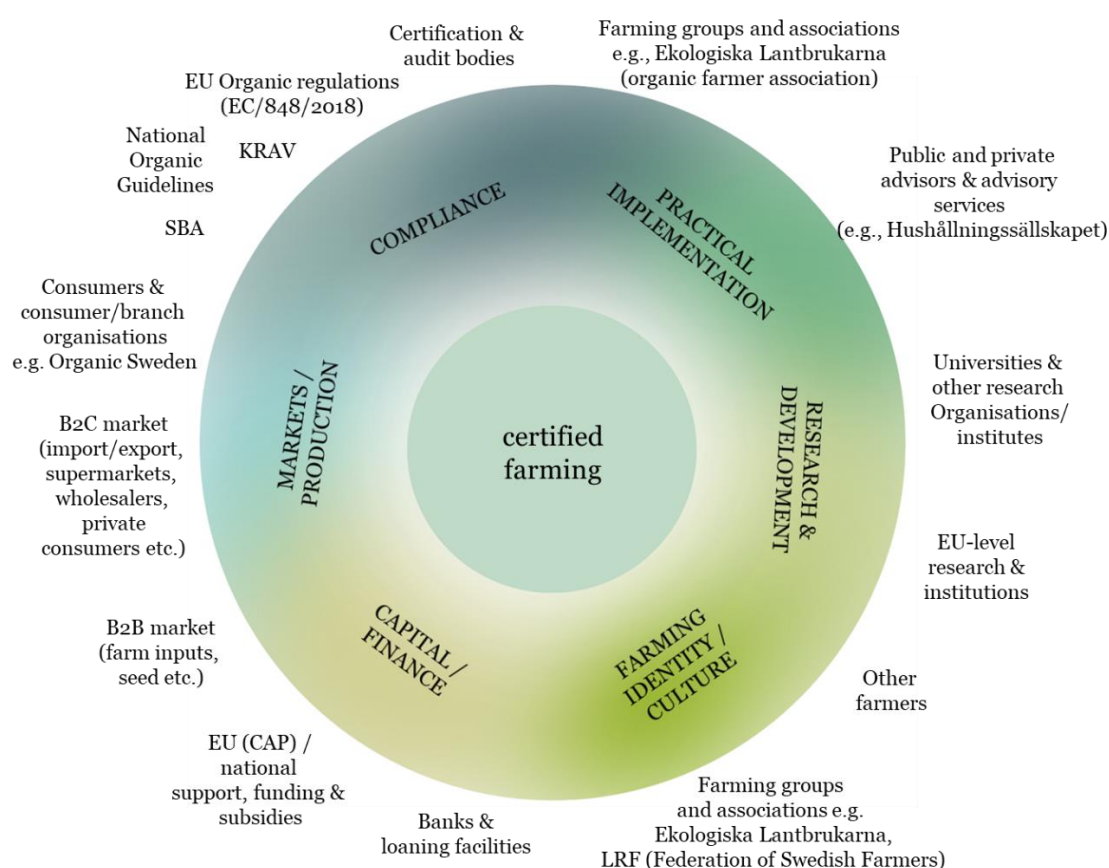 Certification &
audit bodies
Farming groups and associations
e.g., Ekologiska Lantbrukarna
(organic farmer association)
EU Organic regulations
(EC/848/2018)
National
Organic
Guidelines
KRAV
SBA
Public and private
advisors & advisory
services
(e.g., Hushållningssällskapet)
COMPLIANCE
PRACTICAL
IMPLEMENTATION
Consumers &
consumer/branch
organisations
e.g. Organic Sweden
Universities &
other research
Organisations/
institutes
MARKETS /
PRODUCTION
certified
farming
RESEARCH &
DEVELOPMENT
B2C market
(import/export,
supermarkets,
wholesalers,
private
consumers etc.)
EU-level
research &
institutions
B2B market
(farm inputs,
seed etc.)
CAPITAL /
FINANCE
FARMING
IDENTITY /
CULTURE
Other
farmers
EU (CAP) /
national
support, funding &
subsidies
Banks &
loaning facilities
Farming groups
and associations e.g.
Ekologiska Lantbrukarna,
LRF (Federation of Swedish Farmers)